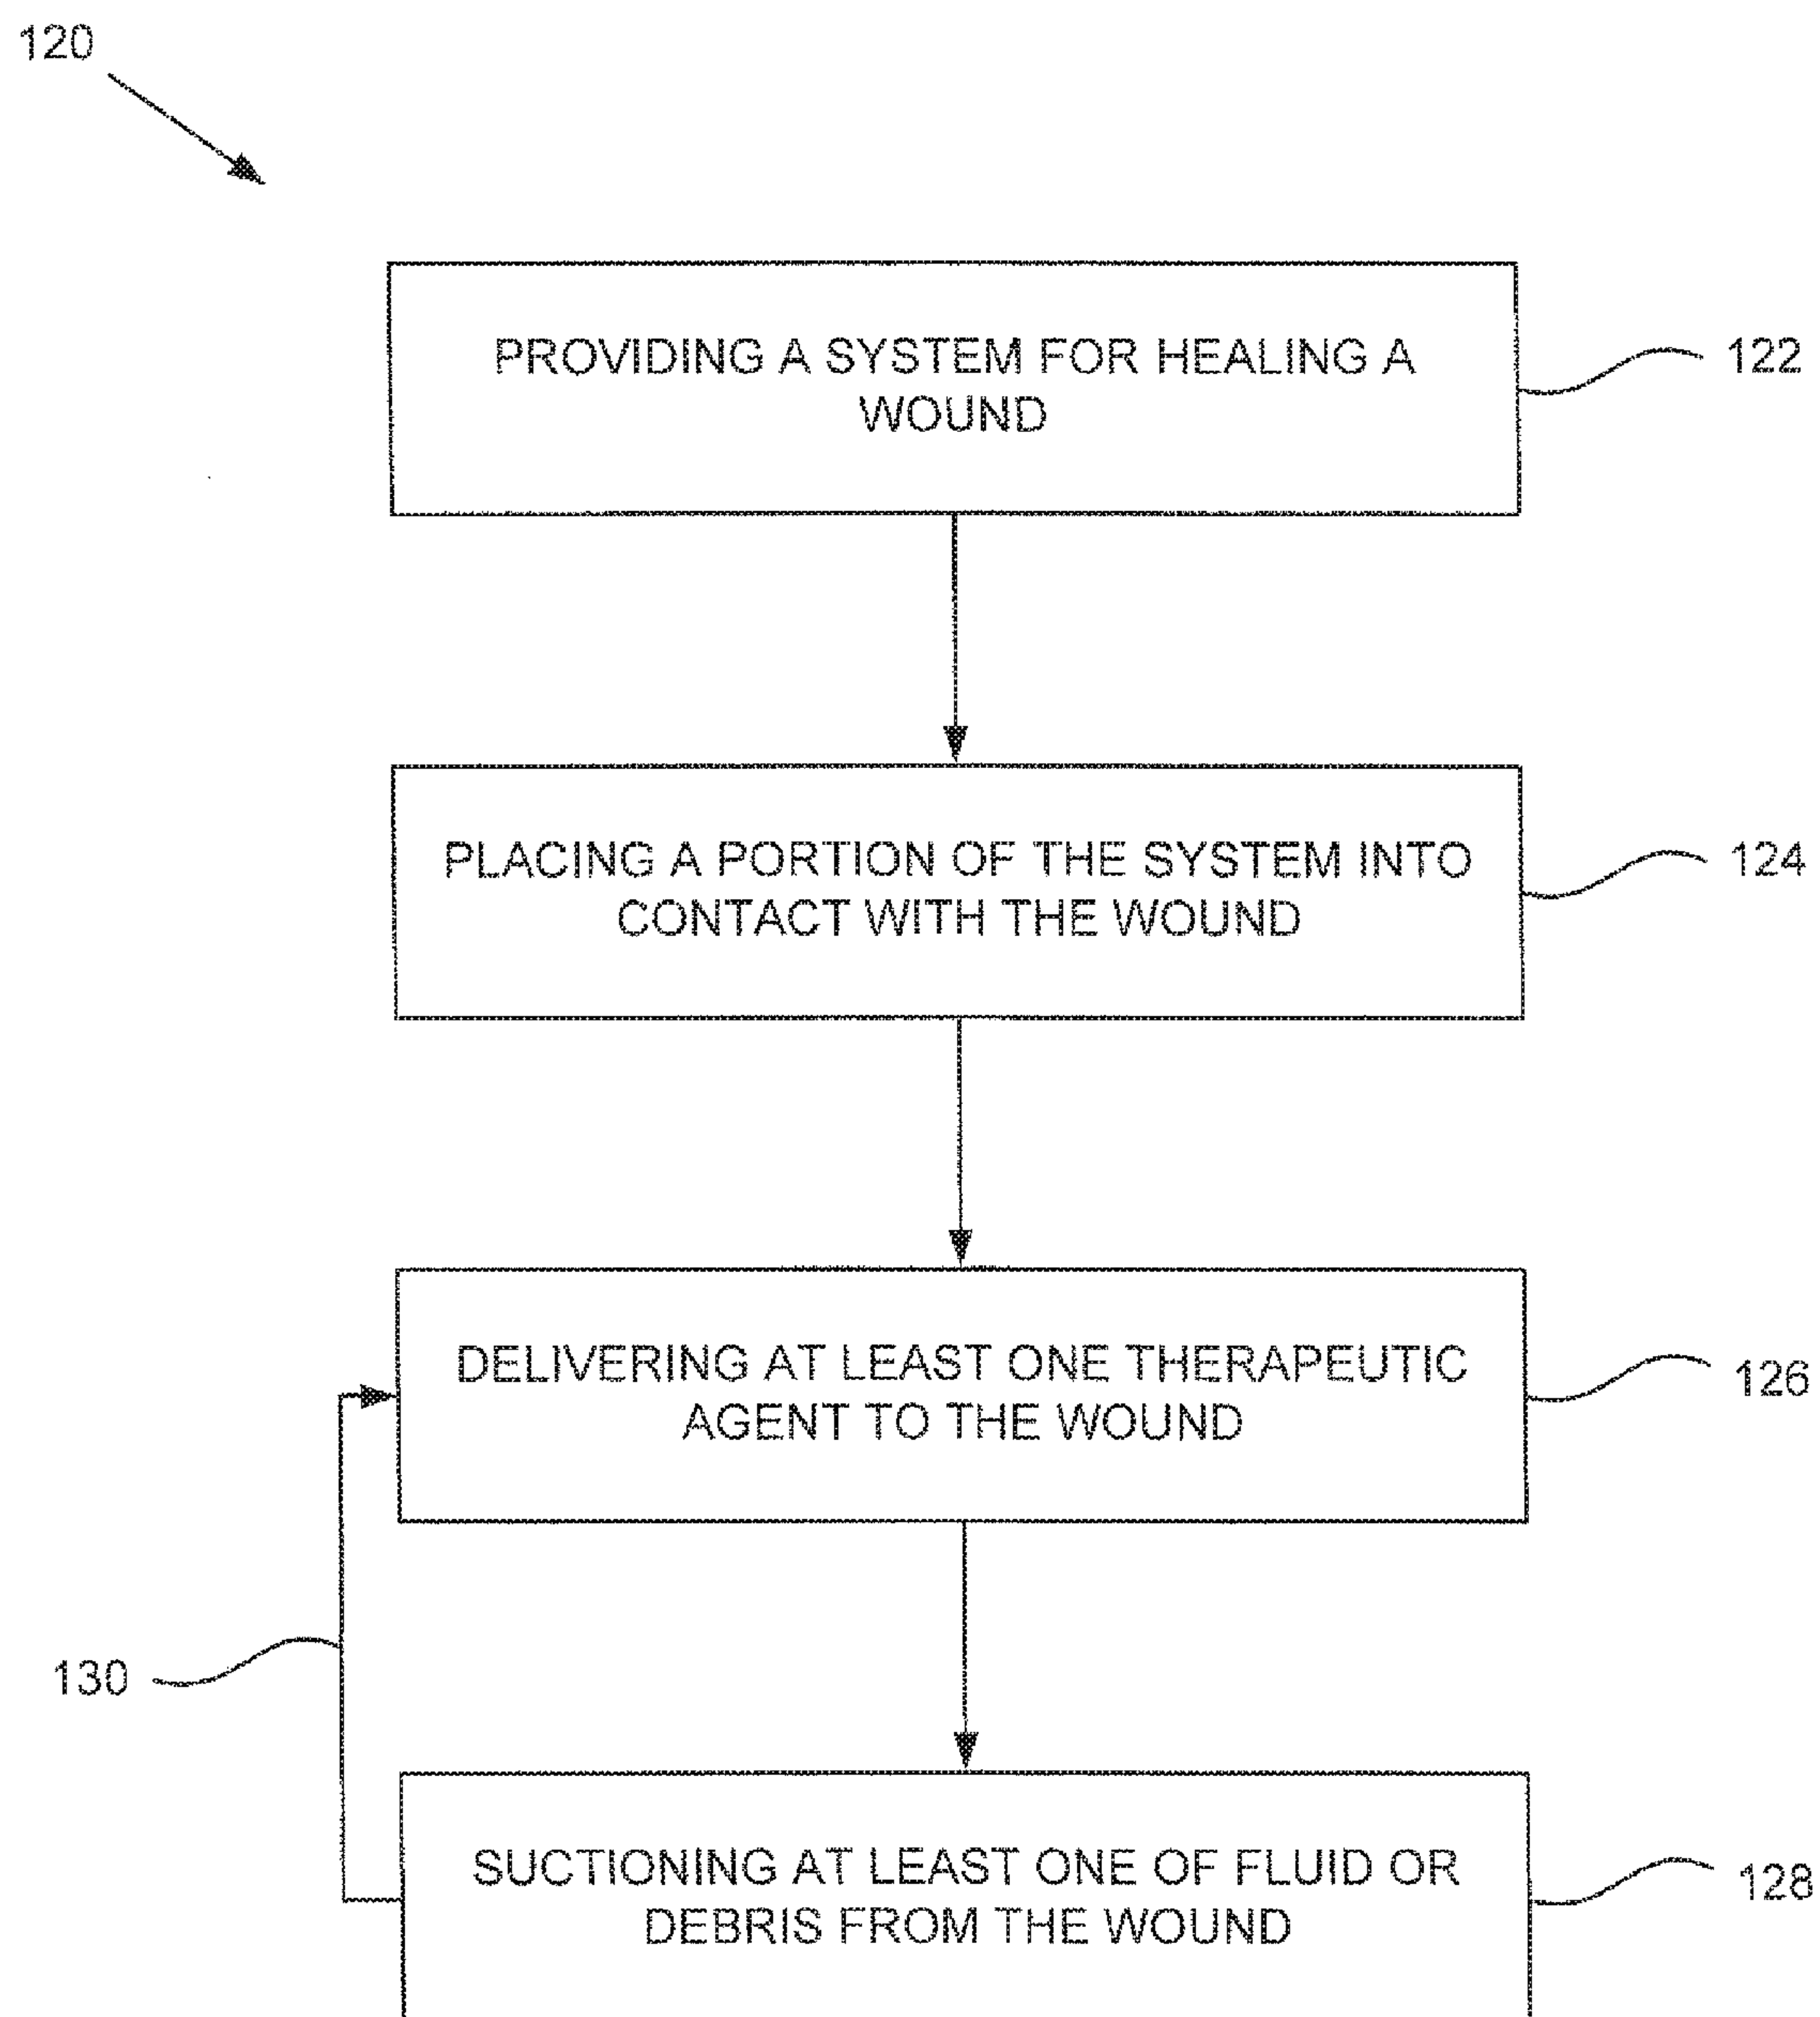 120
PROVIDING A SYSTEM FOR HEALING A
WOUND
122
PLACING A PORTION OF THE SYSTEM INTO
CONTACT WITH THE WOUND
124
DELIVERING AT LEAST ONE THERAPEUTIC
AGENT TO THE WOUND
126
130
SUCTIONING AT LEAST ONE OF FLUID OR
DEBRIS FROM THE WOUND
128